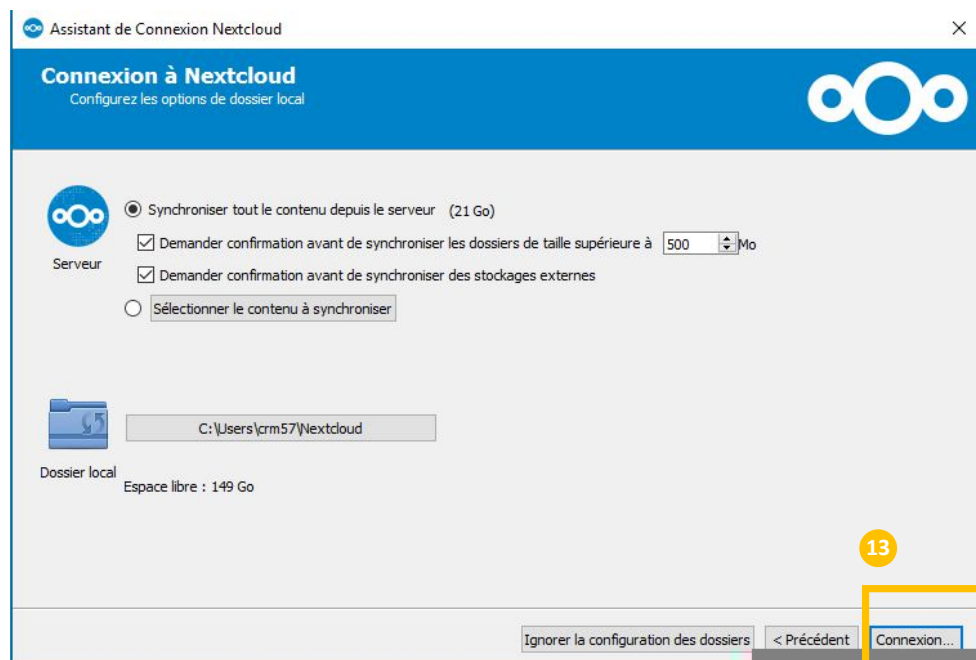 Assistant de Connexion Nextcloud
Connexion à Nextcloud
Configurez les options de dossier local
Synchroniser tout le contenu depuis le serveur (21 Go)
Demander confirmation avant de synchroniser les dossiers de taille supérieure à 500 Mo
Serveur
Demander confirmation avant de synchroniser des stockages externes
Sélectionner le contenu à synchroniser
C:\Users\crm57\Nextcloud
Dossier local
Espace libre : 149 Go
13
Ignorer la configuration des dossiers < Précédent Connexion...